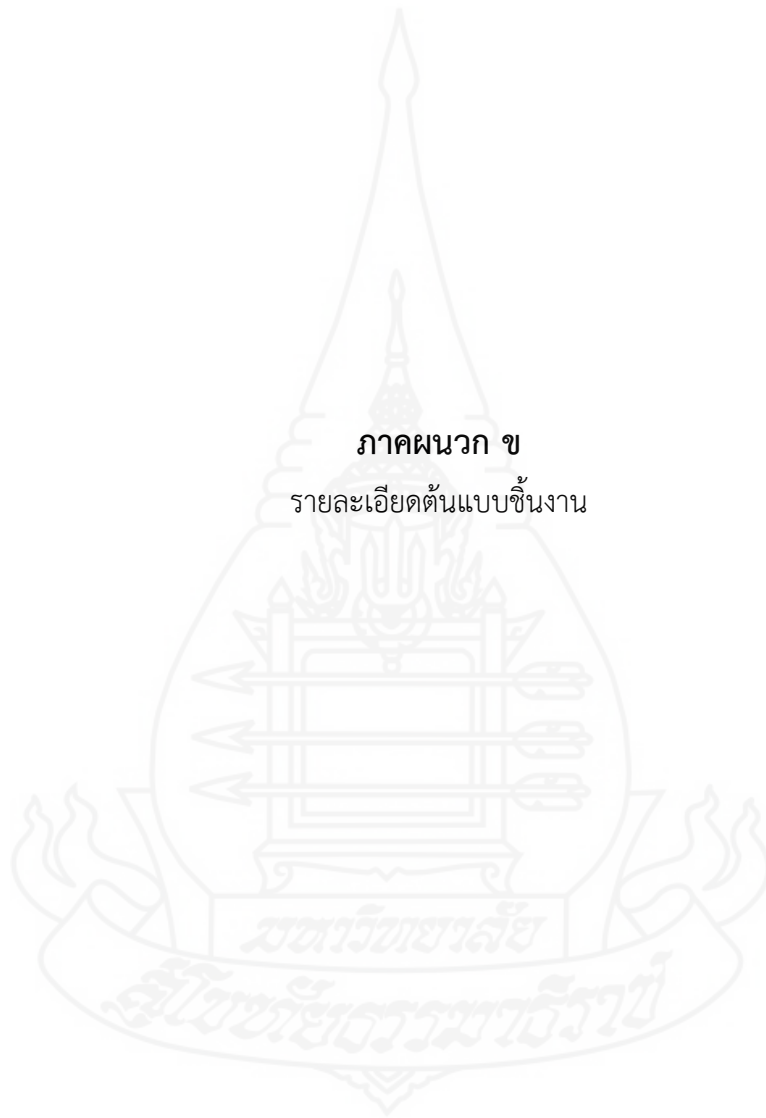 ภาคผนวก ข
รายละเอียดต้นแบบชิ้นงาน
มหาวิทยาลัย
สุโขทัยธรรมาธิราช